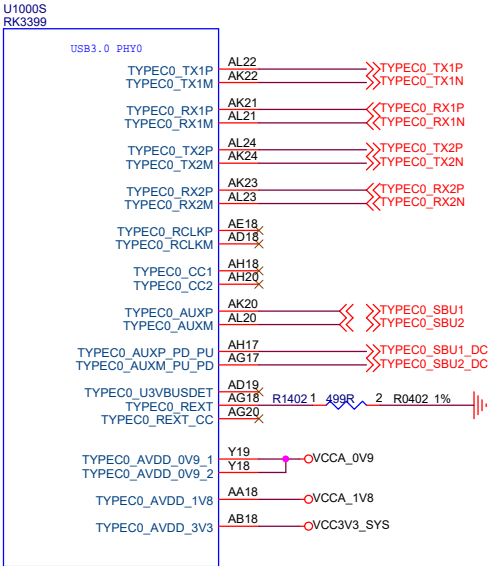 U1000S
RK3399
USB3.0 PHY0
TYPEC0_TX1P AL22 TYPEC0_TX1P
TYPEC0_TX1M AK22 TYPEC0_TX1N
TYPEC0_RX1P AK21 TYPEC0_RX1P
TYPEC0_RX1M AL21 TYPEC0_RX1N
TYPEC0_TX2P AL24 TYPEC0_TX2P
TYPEC0_TX2M AK24 TYPEC0_TX2N
TYPEC0_RX2P AK23 TYPEC0_RX2P
TYPEC0_RX2M AL23 TYPEC0_RX2N
TYPEC0_RCLKP AE18
TYPEC0_RCLKM AD18
TYPEC0_CC1 AH18
TYPEC0_CC2 AH20
TYPEC0_AUXP AK20 TYPEC0_SBU1
TYPEC0_AUXM AL20 TYPEC0_SBU2
TYPEC0_AUXP_PD_PU AH17 TYPEC0_SBU1_DC
TYPEC0_AUXM_PU_PD AG17 TYPEC0_SBU2_DC
TYPEC0_U3VBUSDET AD19
TYPEC0_REXT AG18 R1402 1 499R 2 R0402 1%
TYPEC0_REXT_CC AG20
TYPEC0_AVDD_0V9_1 Y19 VCCA_0V9
TYPEC0_AVDD_0V9_2 Y18
TYPEC0_AVDD_1V8 AA18 VCCA_1V8
TYPEC0_AVDD_3V3 AB18 VCC3V3_SYS